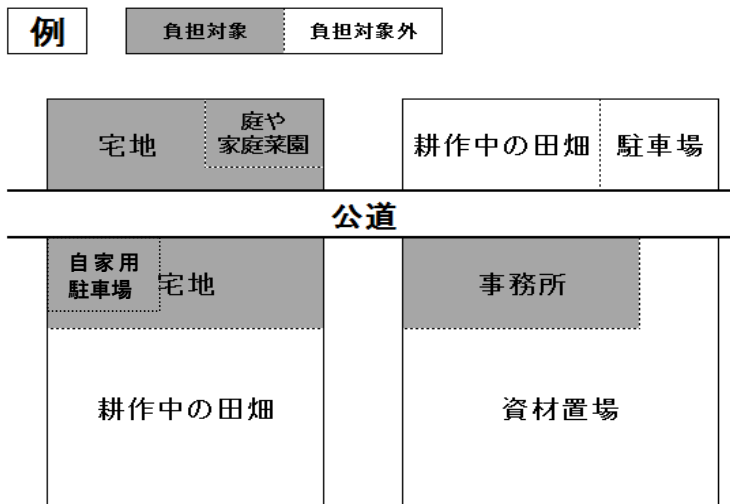 例
負担対象
負担対象外
宅地
庭や
家庭菜園
耕作中の田畑
駐車場
公道
自家用
駐車場
宅地
事務所
耕作中の田畑
資材置場